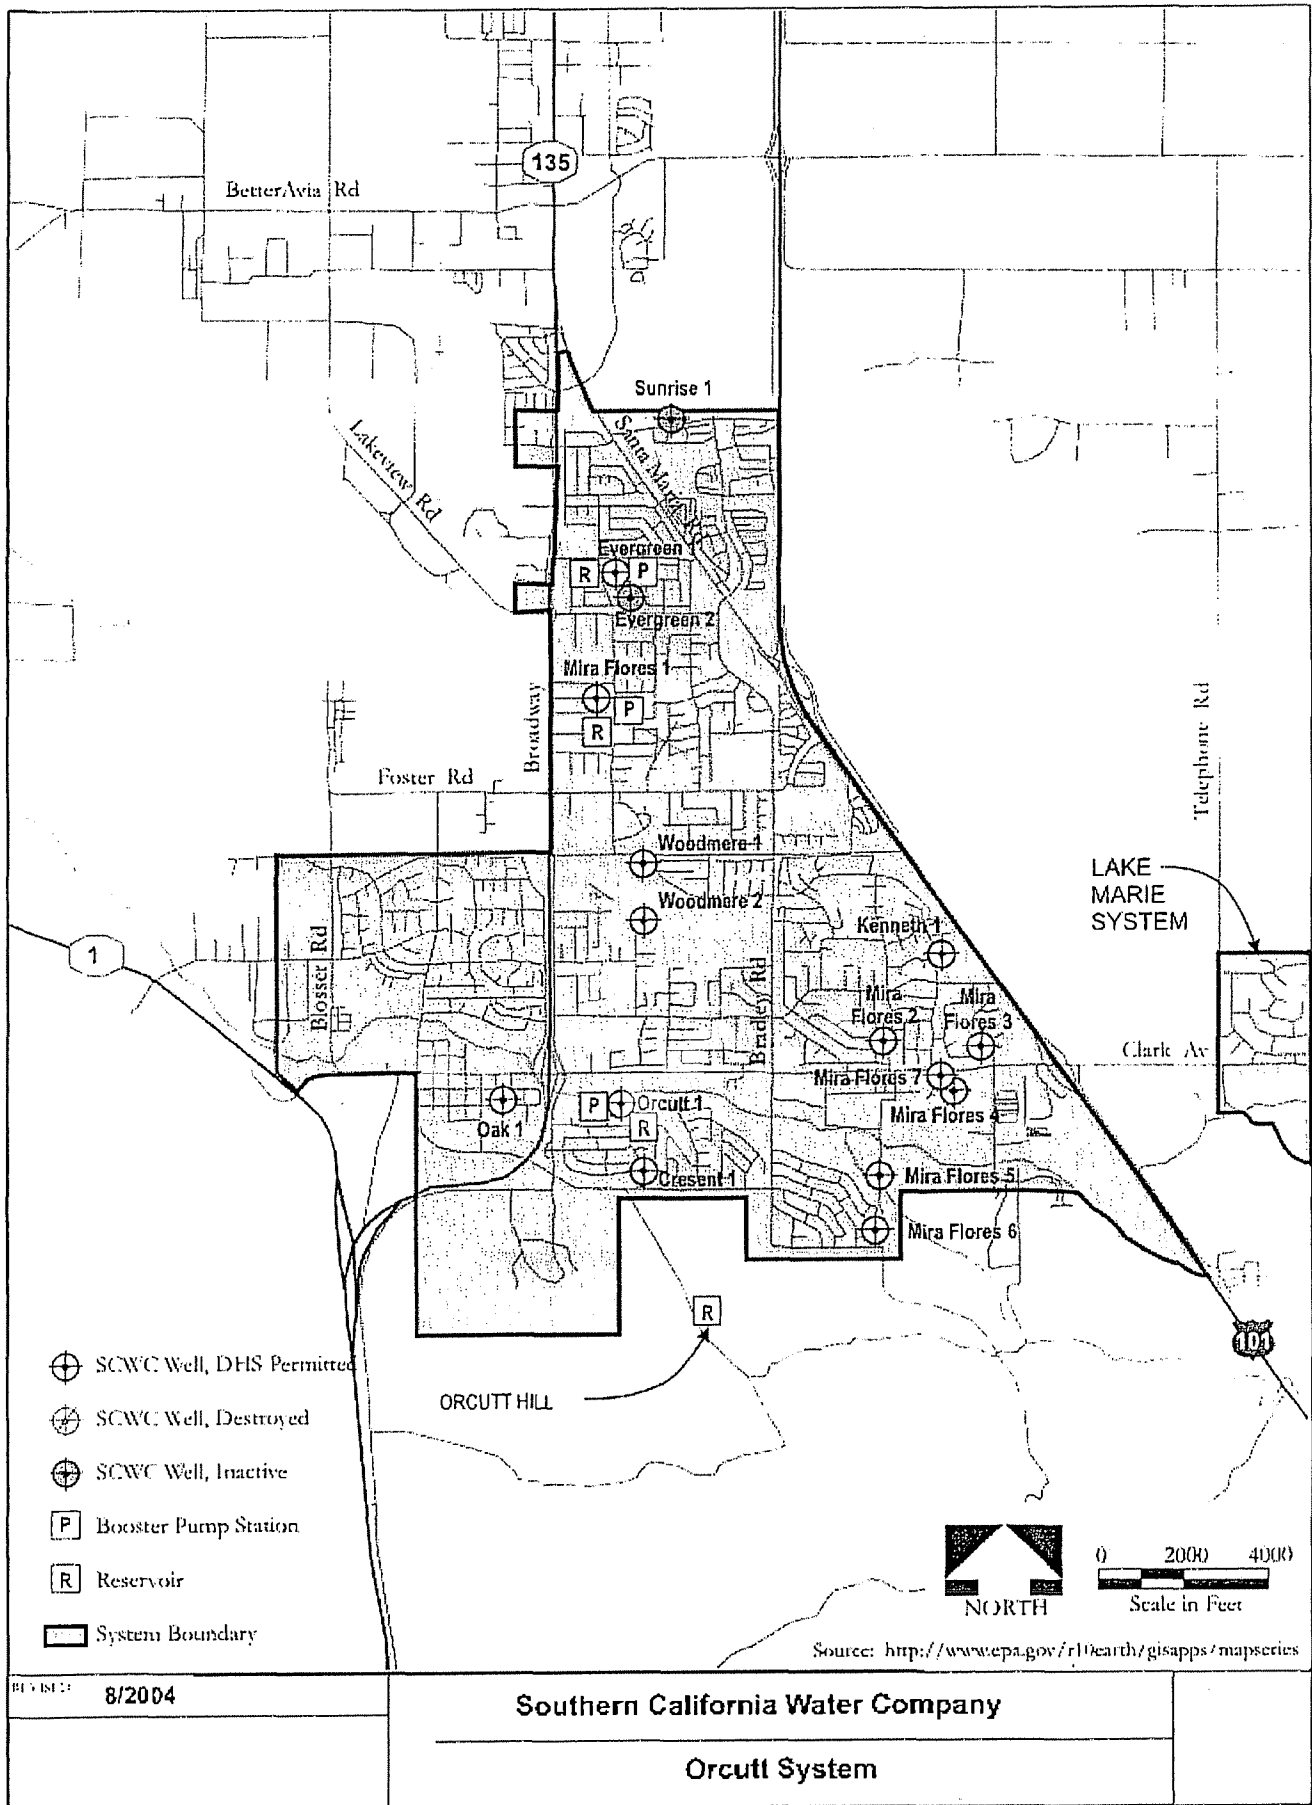 135
BetterAvia Rd
Sunrise 1
Lakeview Rd
Evergreen
R
P
Evergreen 2
Mira Flores 1
P
R
Broadway
Telephone Rd
Foster Rd
Woodmere 1
Woodmere 2
LAKE
MARIE
SYSTEM
Kenneth 1
1
Blosser Rd
Bradley Rd
Mira
Flores 2
Mira
Flores 3
Clark Av
Mira Flores 7
Mira Flores 4
Oak 1
P
Orcutt 1
R
Cresent 1
Mira Flores 5
Mira Flores 6
R
101
ORCUTT HILL
SCWC Well, DHS Permitted
SCWC Well, Destroyed
SCWC Well, Inactive
P Booster Pump Station
R Reservoir
System Boundary
NORTH
0 2000 4000
Scale in Feet
Source: http://www.epa.gov/r10earth/gisapps/mapseries
8/2004
Southern California Water Company
Orcutt System